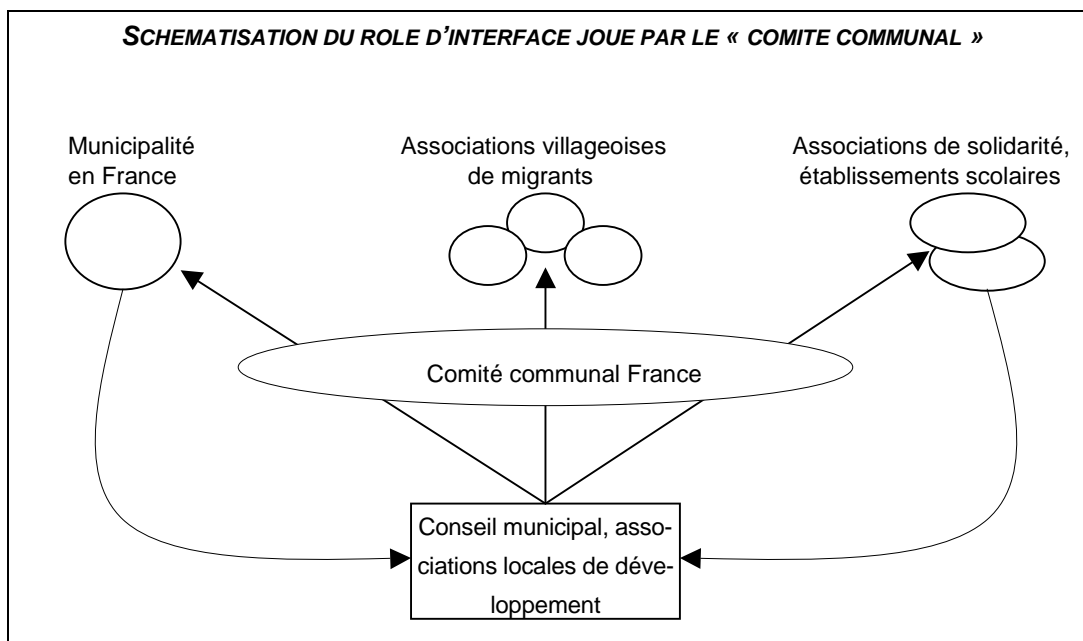 SCHEMATISATION DU ROLE D'INTERFACE JOUE PAR LE « COMITE COMMUNAL »
Municipalité
en France
Associations villageoises
de migrants
Associations de solidarité,
établissements scolaires
Comité communal France
Conseil municipal, asso-
ciations locales de déve-
loppement